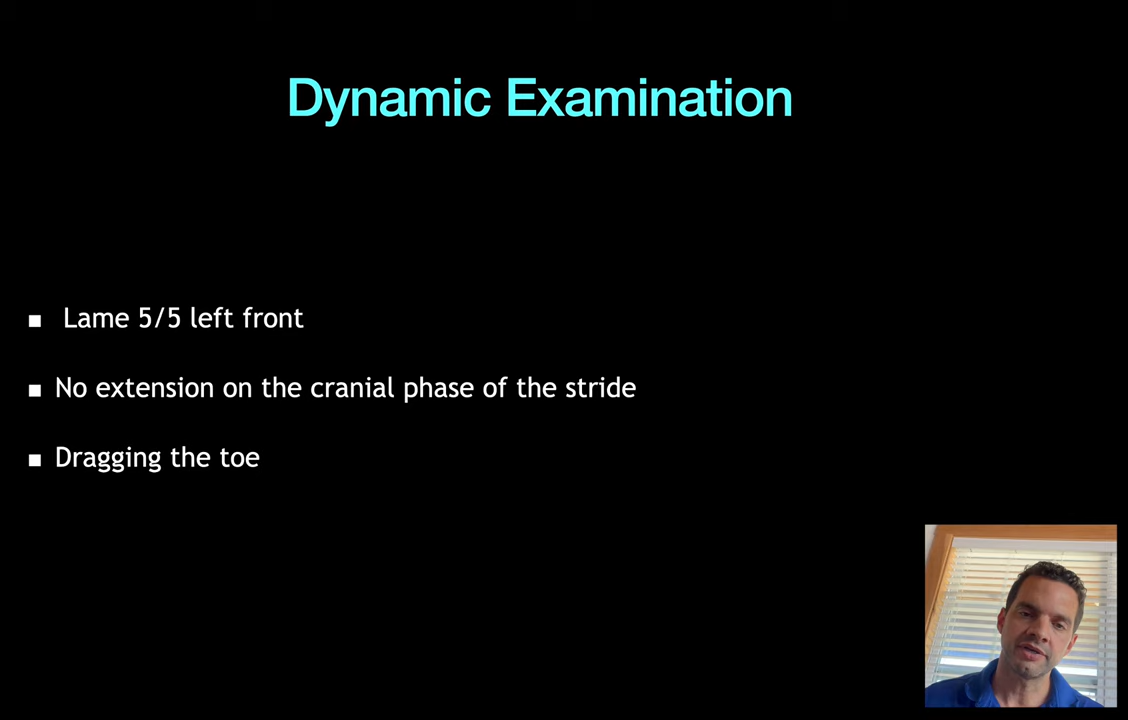 Dynamic Examination
▪ Lame 5/5 left front
▪ No extension on the cranial phase of the stride
▪ Dragging the toe